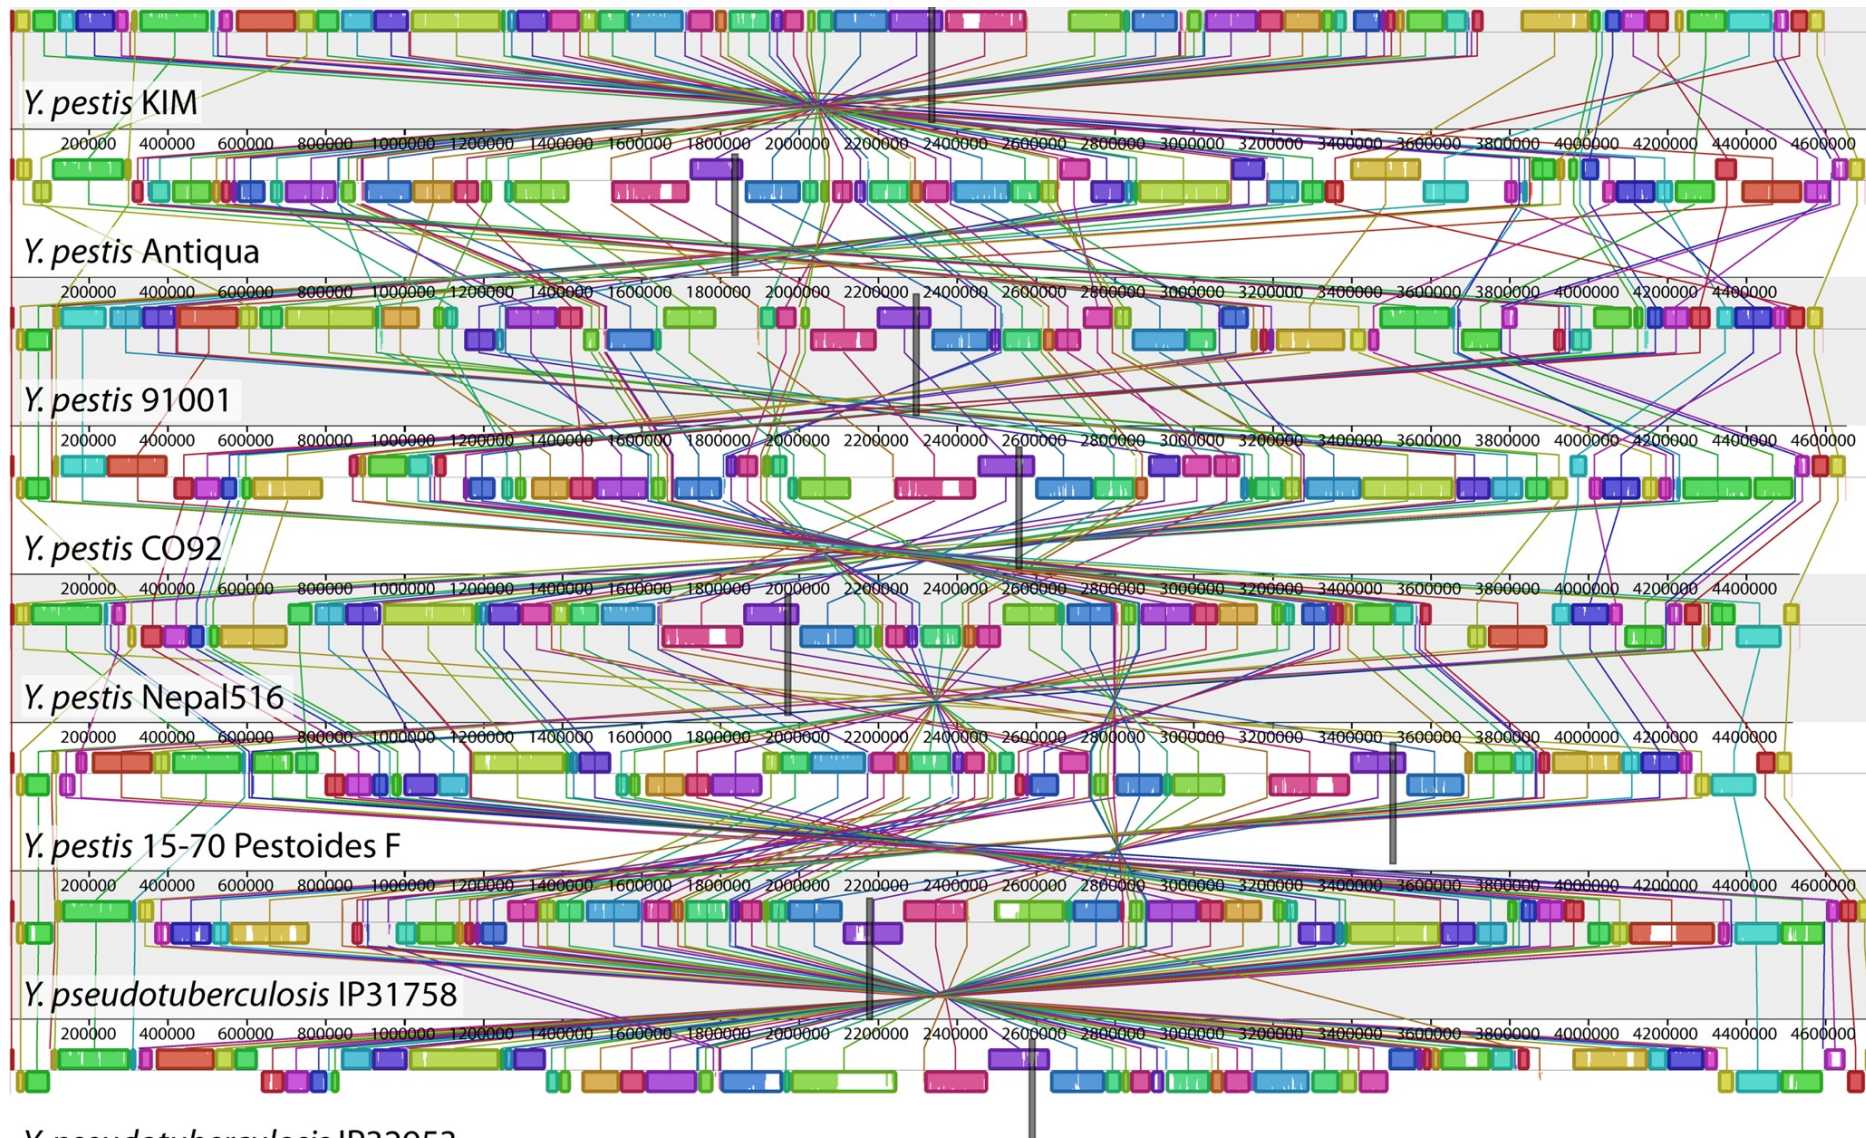 Y. pestis KIM
200000 400000 600000 800000 1000000 1200000 1400000 1600000 1800000 2000000 2200000 2400000 2600000 2800000 3000000 3200000 3400000 3600000 3800000 4000000 4200000 4400000 4600000
Y. pestis Antiqua
200000 400000 600000 800000 1000000 1200000 1400000 1600000 1800000 2000000 2200000 2400000 2600000 2800000 3000000 3200000 3400000 3600000 3800000 4000000 4200000 4400000
Y. pestis 91001
200000 400000 600000 800000 1000000 1200000 1400000 1600000 1800000 2000000 2200000 2400000 2600000 2800000 3000000 3200000 3400000 3600000 3800000 4000000 4200000 4400000 4600000
Y. pestis CO92
200000 400000 600000 800000 1000000 1200000 1400000 1600000 1800000 2000000 2200000 2400000 2600000 2800000 3000000 3200000 3400000 3600000 3800000 4000000 4200000 4400000
Y. pestis Nepal516
200000 400000 600000 800000 1000000 1200000 1400000 1600000 1800000 2000000 2200000 2400000 2600000 2800000 3000000 3200000 3400000 3600000 3800000 4000000 4200000 4400000
Y. pestis 15-70 Pestoides F
200000 400000 600000 800000 1000000 1200000 1400000 1600000 1800000 2000000 2200000 2400000 2600000 2800000 3000000 3200000 3400000 3600000 3800000 4000000 4200000 4400000 4600000
Y. pseudotuberculosis IP31758
200000 400000 600000 800000 1000000 1200000 1400000 1600000 1800000 2000000 2200000 2400000 2600000 2800000 3000000 3200000 3400000 3600000 3800000 4000000 4200000 4400000 4600000
Y. pseudotuberculosis IP32953